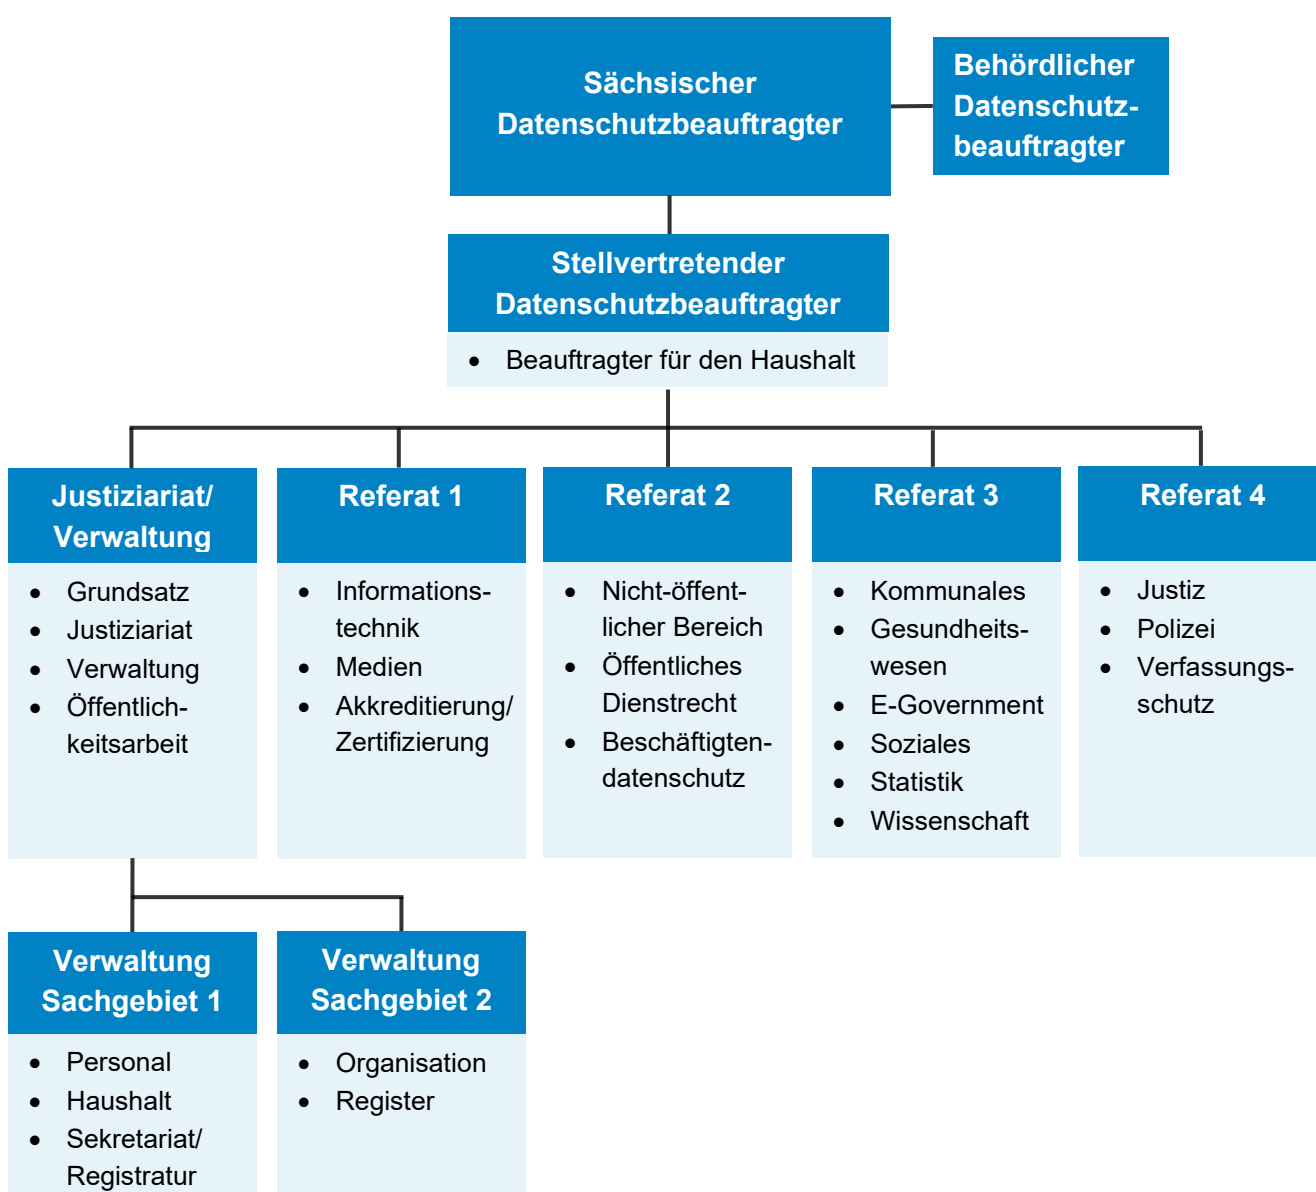 Sächsischer
Datenschutzbeauftragter
Behördlicher
Datenschutz-
beauftragter
Stellvertretender
Datenschutzbeauftragter
• Beauftragter für den Haushalt
Justiziariat/
Verwaltung
• Grundsatz
• Justiziariat
• Verwaltung
• Öffentlich-
keitsarbeit
Referat 1
• Informations-
technik
• Medien
• Akkreditierung/
Zertifizierung
Referat 2
• Nicht-öffent-
licher Bereich
• Öffentliches
Dienstrecht
• Beschäftigten-
datenschutz
Referat 3
• Kommunales
• Gesundheits-
wesen
• E-Government
• Soziales
• Statistik
• Wissenschaft
Referat 4
• Justiz
• Polizei
• Verfassungs-
schutz
Verwaltung
Sachgebiet 1
• Personal
• Haushalt
• Sekretariat/
Registratur
Verwaltung
Sachgebiet 2
• Organisation
• Register